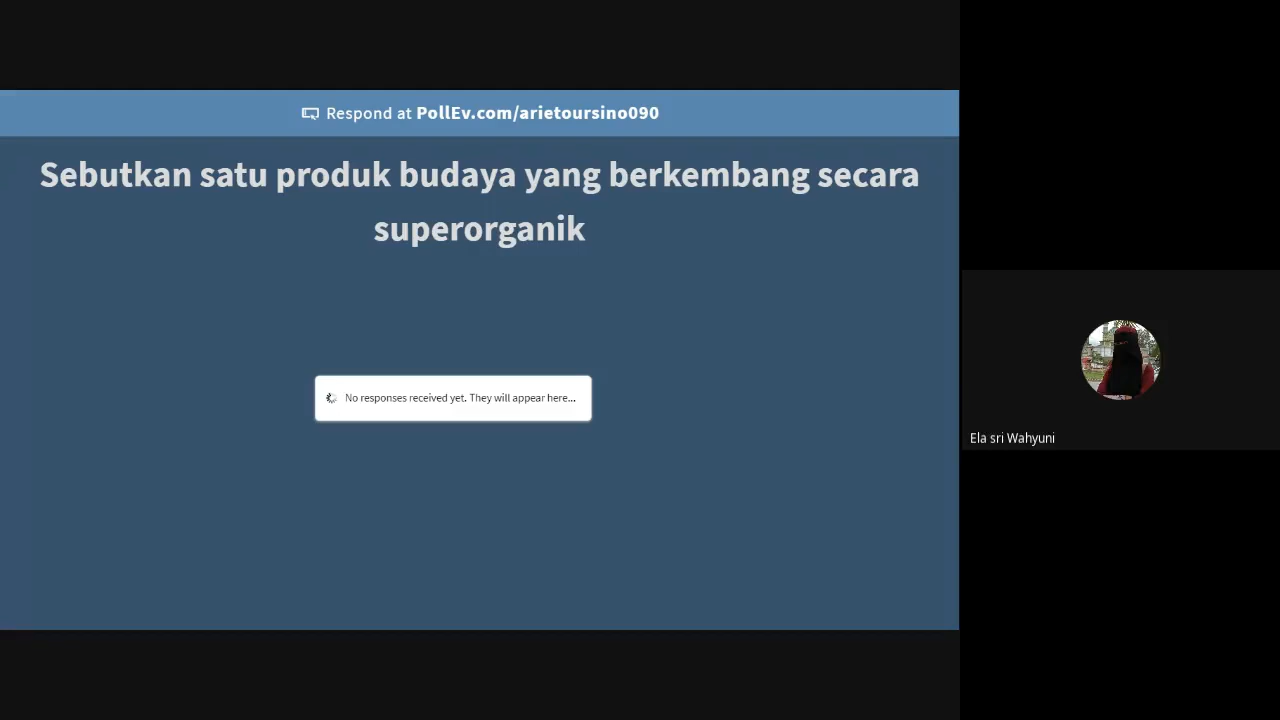 Respond at PollEv.com/arietoursino090
Sebutkan satu produk budaya yang berkembang secara
superorganik
No responses received yet. They will appear here...
Ela sri Wahyuni